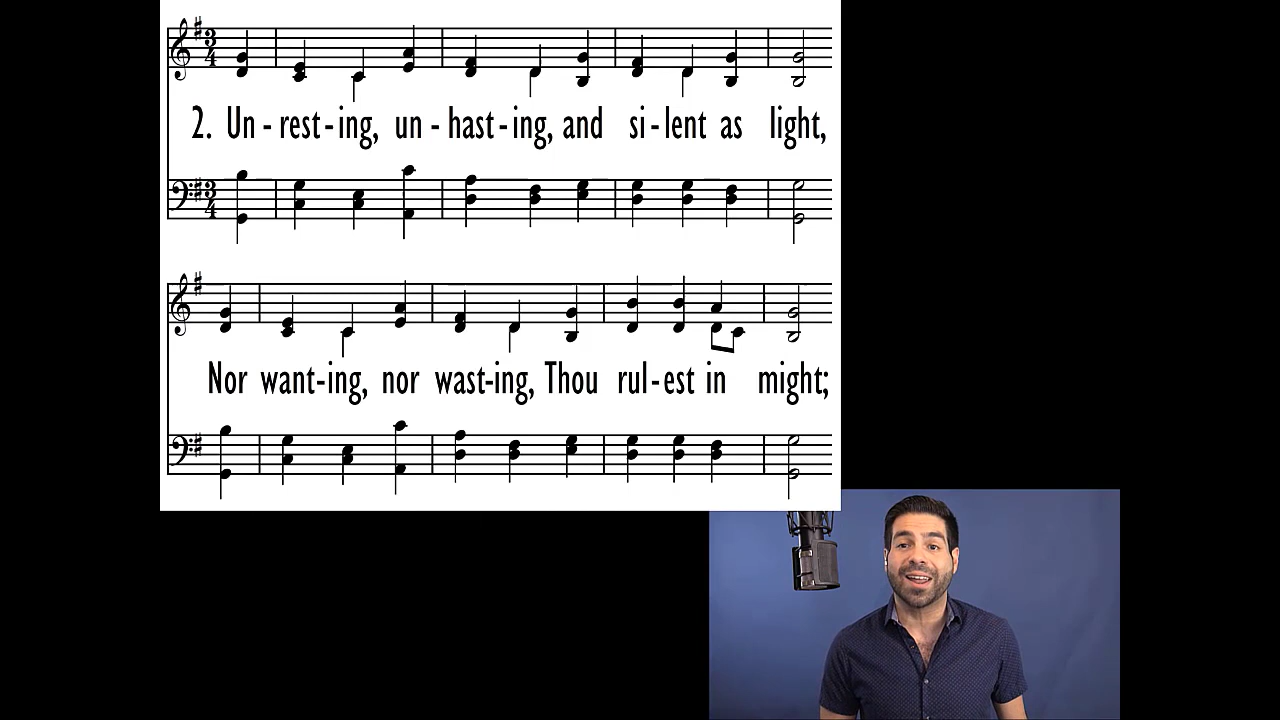 2. Un - rest - ing, un - hast - ing, and si - lent as light,
Nor want - ing, nor wast - ing, Thou rul - est in might;